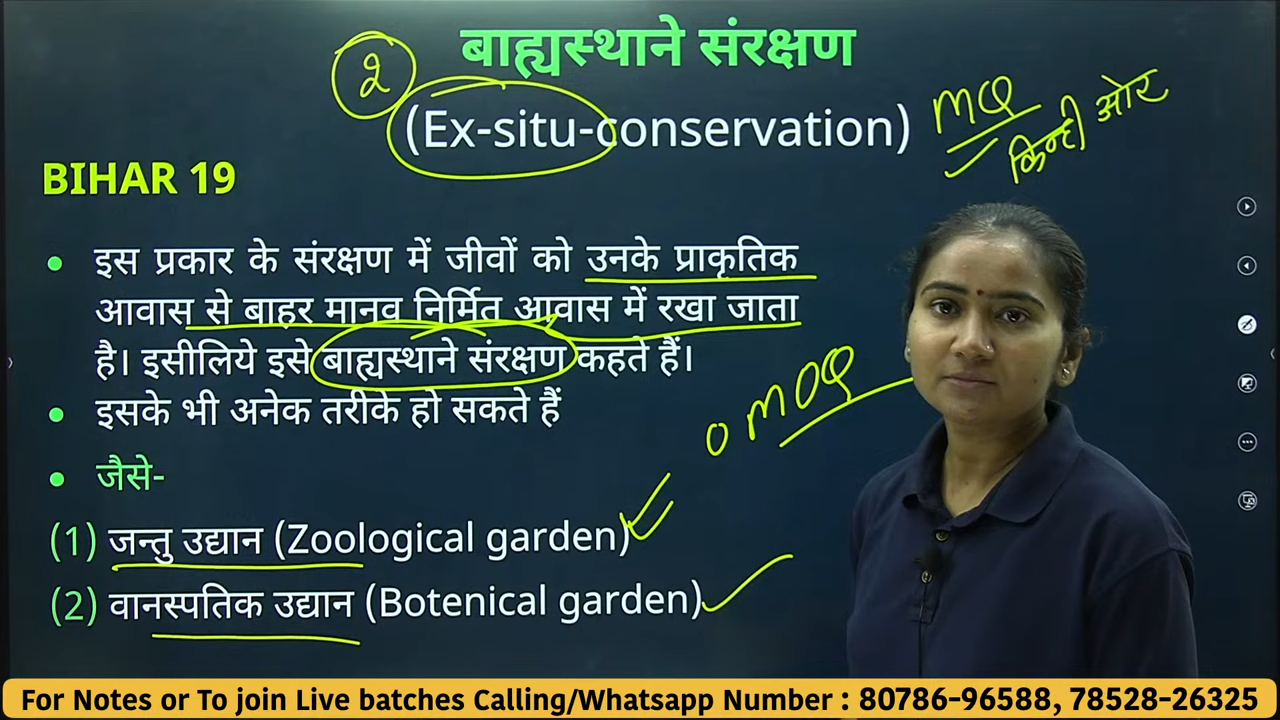 बाह्यस्थाने संरक्षण
2
(Ex-situ-conservation)
MCQ
किन्ही ओर
BIHAR 19
• इस प्रकार के संरक्षण में जीवों को उनके प्राकृतिक
आवास से बाहर मानव निर्मित आवास में रखा जाता
है। इसीलिये इसे बाह्यस्थाने संरक्षण कहते हैं।
• इसके भी अनेक तरीके हो सकते हैं
• जैसे-
(1) जन्तु उद्यान (Zoological garden)
(2) वानस्पतिक उद्यान (Botenical garden)
For Notes or To join Live batches Calling/Whatsapp Number : 80786-96588, 78528-26325